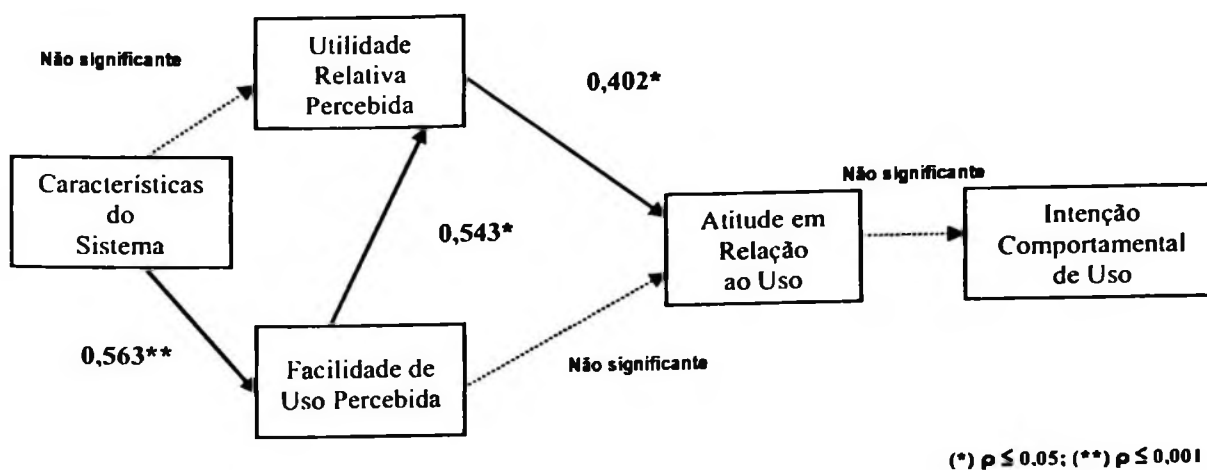 Não significante
Utilidade
Relativa
Percebida
0,402*
Característícas
do
Sistema
0,543*
Não significante
Atitude em
Relação
ao Uso
Intenção
Comportamental
de Uso
0,563**
Facilidade de
Uso Percebida
Não significante
(*) ρ ≤ 0,05; (**) ρ ≤ 0,001